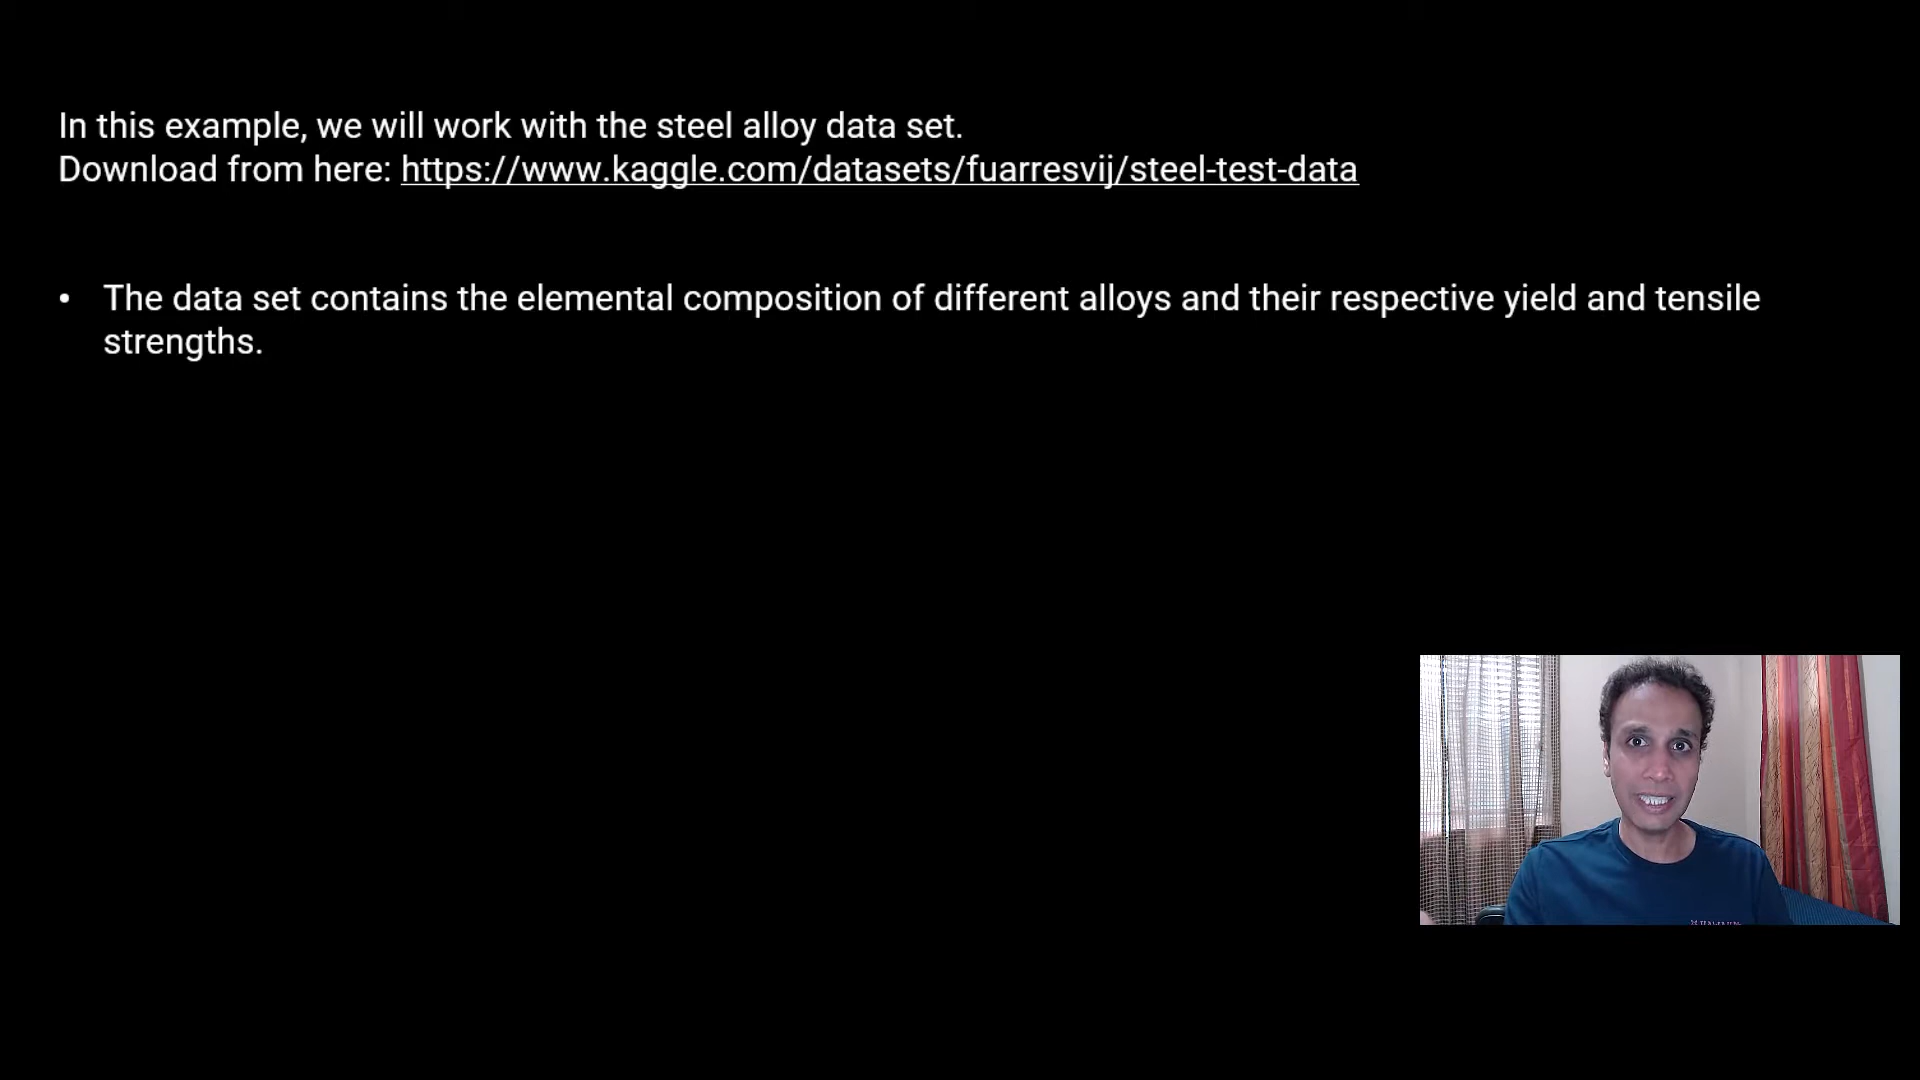 In this example, we will work with the steel alloy data set.
Download from here: https://www.kaggle.com/datasets/fuarresvij/steel-test-data
• The data set contains the elemental composition of different alloys and their respective yield and tensile
strengths.